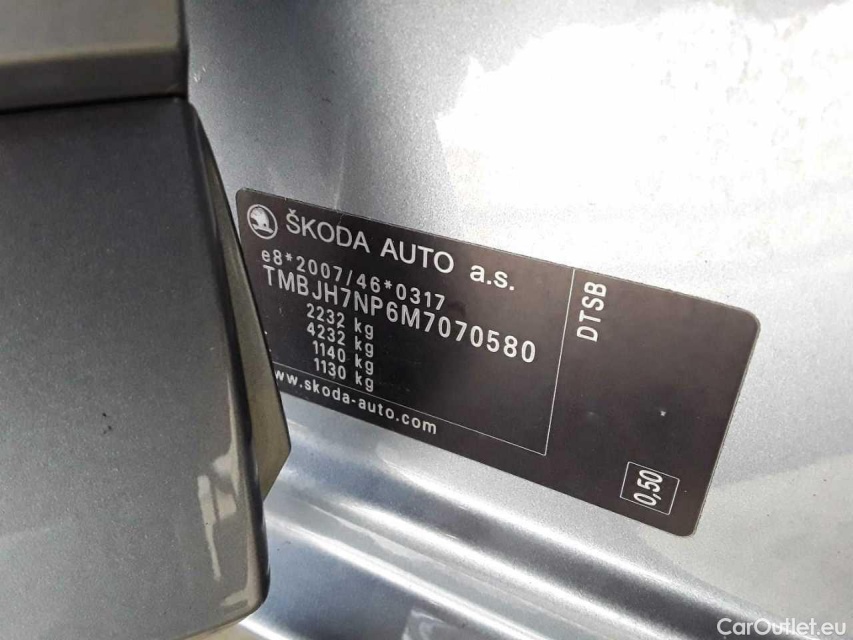 ŠKODA AUTO a.s.
e8*2007/46*0317
TMBJH7NP6M7070580
2232 kg
4232 kg
1140 kg
1130 kg
ww.skoda-auto.com
DTSB
0,50
CarOutlet.eu